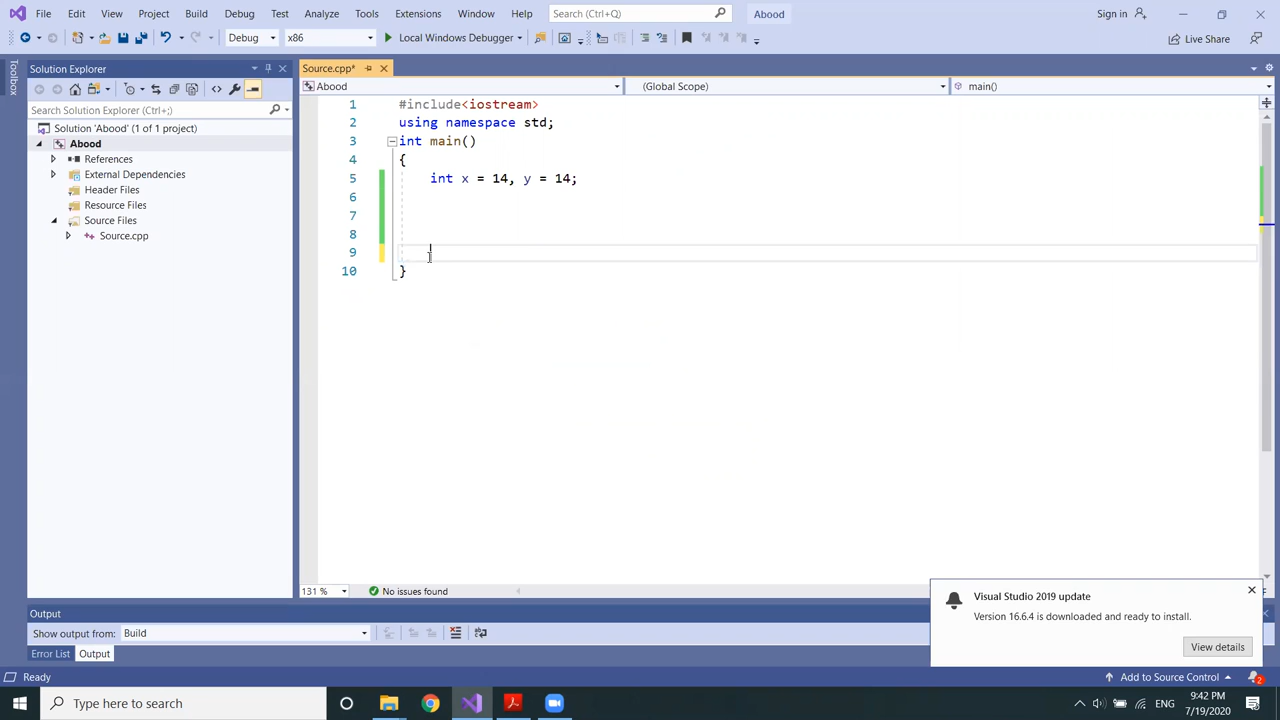 File Edit View Project Build Debug Test Analyze Tools Extensions Window Help Search (Ctrl+Q) Abood Sign in
Debug x86 Local Windows Debugger Live Share
Toolbox
Solution Explorer
Search Solution Explorer (Ctrl+;)
Solution 'Abood' (1 of 1 project)
Abood
References
External Dependencies
Header Files
Resource Files
Source Files
Source.cpp
Source.cpp*
Abood (Global Scope) main()
1 #include<iostream>
2 using namespace std;
3 int main()
4 {
5 int x = 14, y = 14;
6
7
8
9
10 }
131 % No issues found
Visual Studio 2019 update
Version 16.6.4 is downloaded and ready to install.
View details
Output
Show output from: Build
Error List Output
Ready Add to Source Control 2
Type here to search
ENG
9:42 PM
7/19/2020